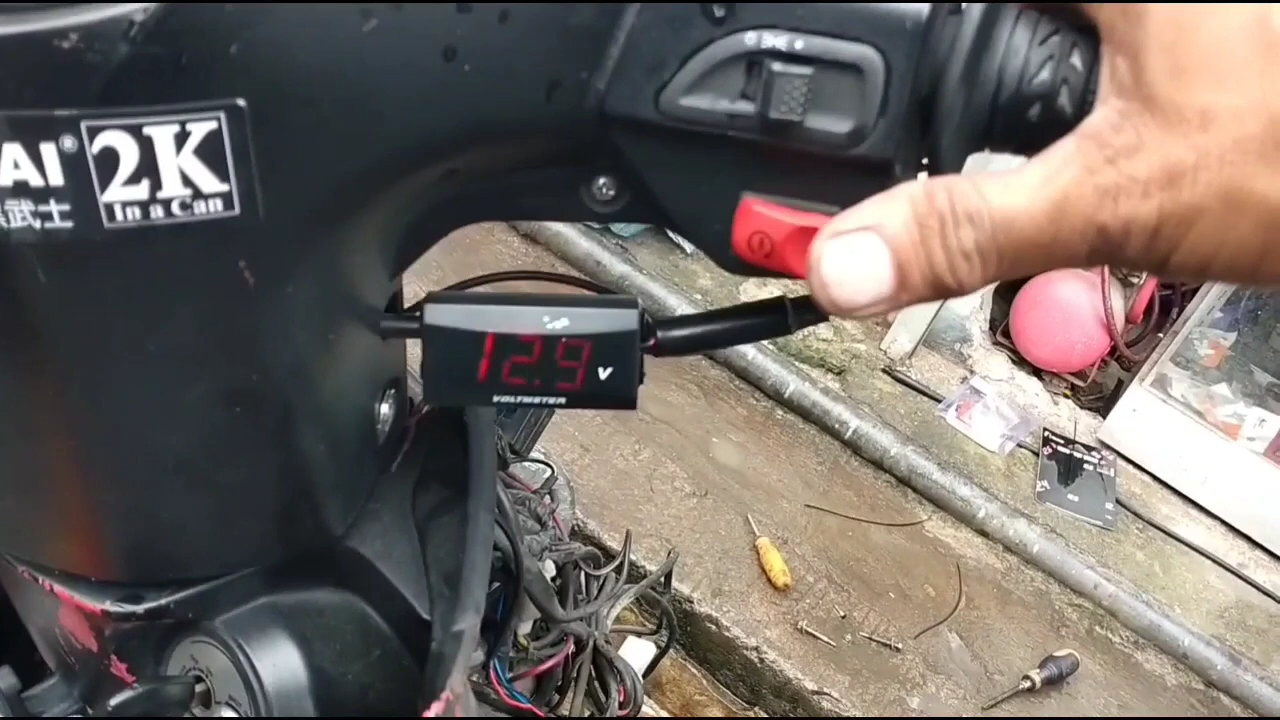 AI®
2K
In a Can
武士
12.9 V
VOLTMETER